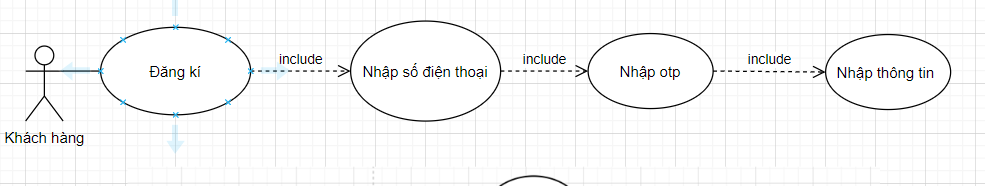 Đăng kí
include
Nhập số điện thoại
include
Nhập otp
include
Nhập thông tin
Khách hàng